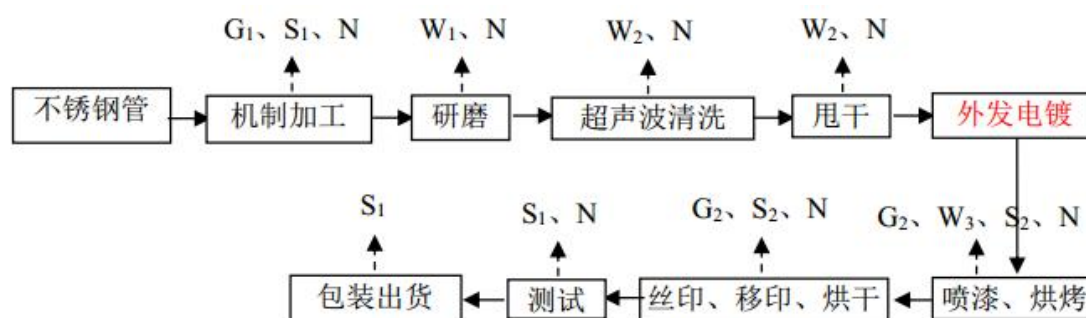 G₁、S₁、N
W₁、N
W₂、N
W₂、N
不锈钢管
机制加工
研磨
超声波清洗
甩干
外发电镀
S₁
S₁、N
G₂、S₂、N
G₂、W₃、S₂、N
包装出货
测试
丝印、移印、烘干
喷漆、烘烤